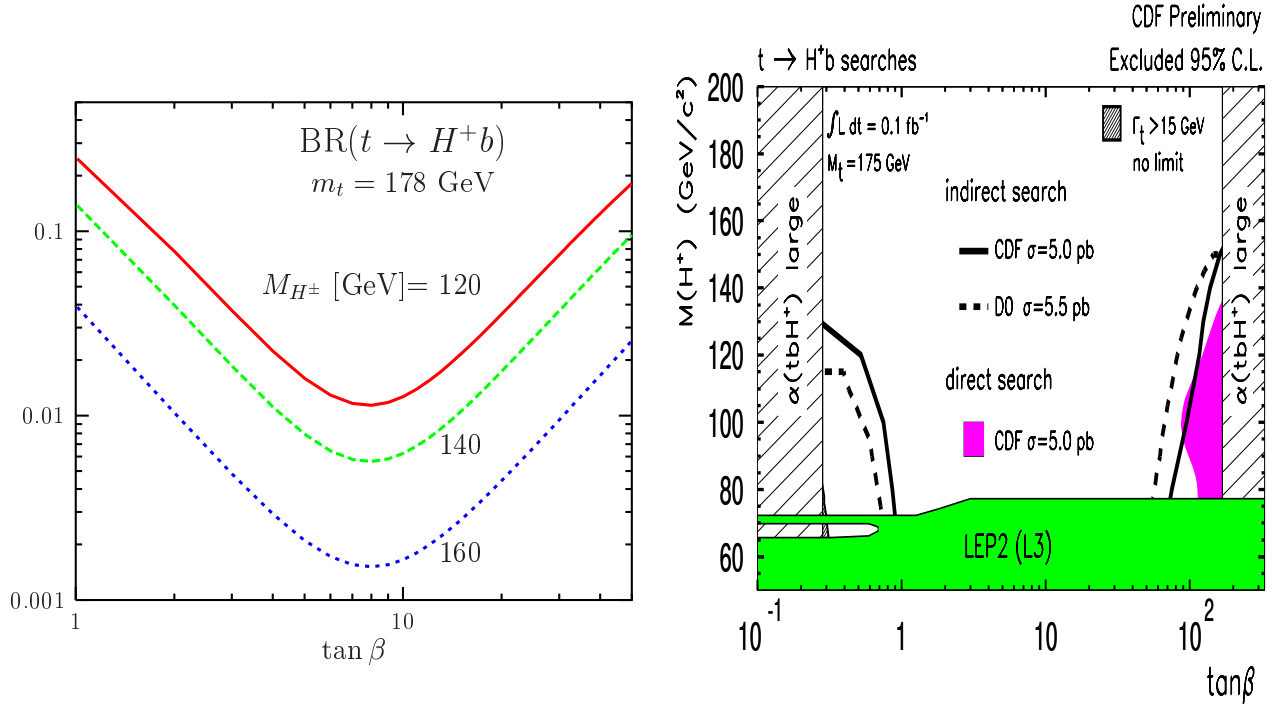 BR(t → H⁺b)
m_t = 178 GeV
M_H± [GeV]= 120
140
160
0.1
0.01
0.001
1
10
tan β
CDF Preliminary
t → H⁺b searches
Excluded 95% C.L.
M(H⁺) (GeV/c²)
200
180
160
140
120
100
80
60
∫L dt = 0.1 fb⁻¹
M_t = 175 GeV
Γ_t >15 GeV
no limit
indirect search
CDF σ=5.0 pb
D0 σ=5.5 pb
direct search
CDF σ=5.0 pb
α(tbH⁺) large
α(tbH⁺) large
LEP2 (L3)
10⁻¹
1
10
10²
tanβ